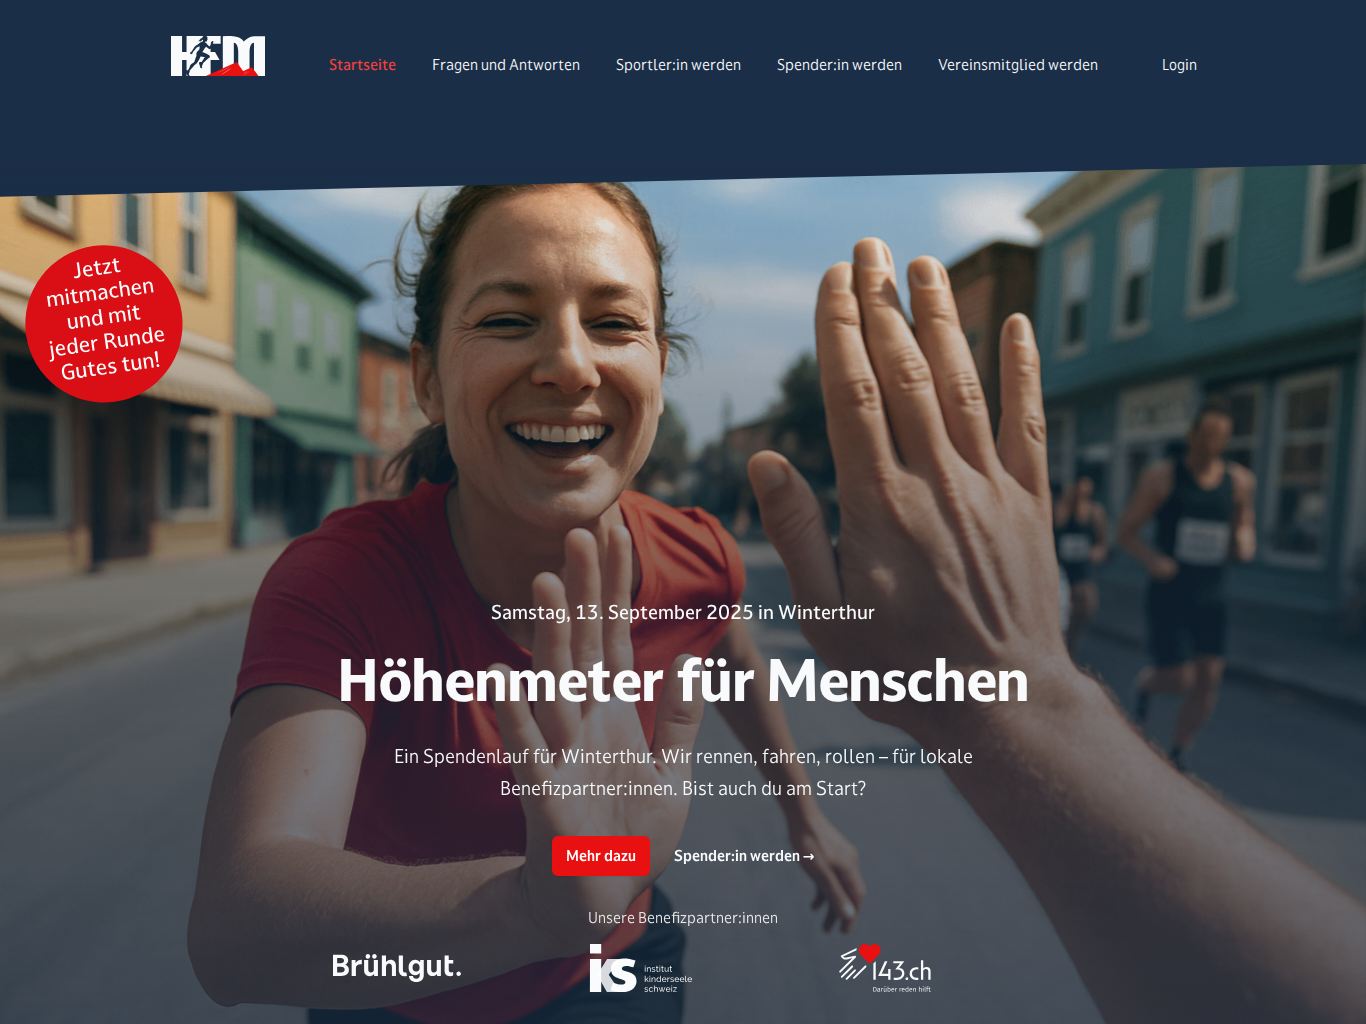 HFM
Startseite
Fragen und Antworten
Sportler:in werden
Spender:in werden
Vereinsmitglied werden
Login
Jetzt
mitmachen
und mit
jeder Runde
Gutes tun!
Samstag, 13. September 2025 in Winterthur
Höhenmeter für Menschen
Ein Spendenlauf für Winterthur. Wir rennen, fahren, rollen – für lokale
Benefizpartner:innen. Bist auch du am Start?
Mehr dazu
Spender:in werden →
Unsere Benefizpartner:innen
Brühlgut.
iks
institut
kinderseele
schweiz
143.ch
Darüber reden hilft